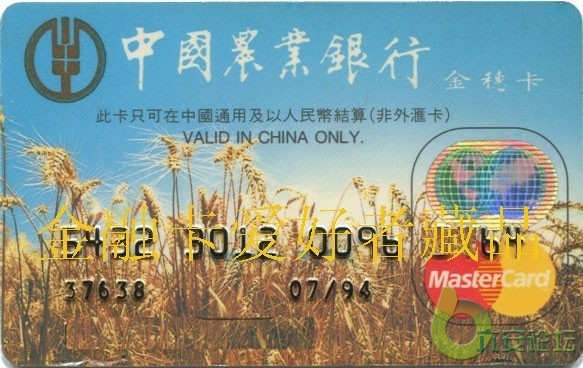 中國農業銀行
金穗卡
此卡只可在中國通用及以人民幣結算(非外滙卡)
VALID IN CHINA ONLY.
金融卡爱好者藏品
37638 07/94
MasterCard
论坛